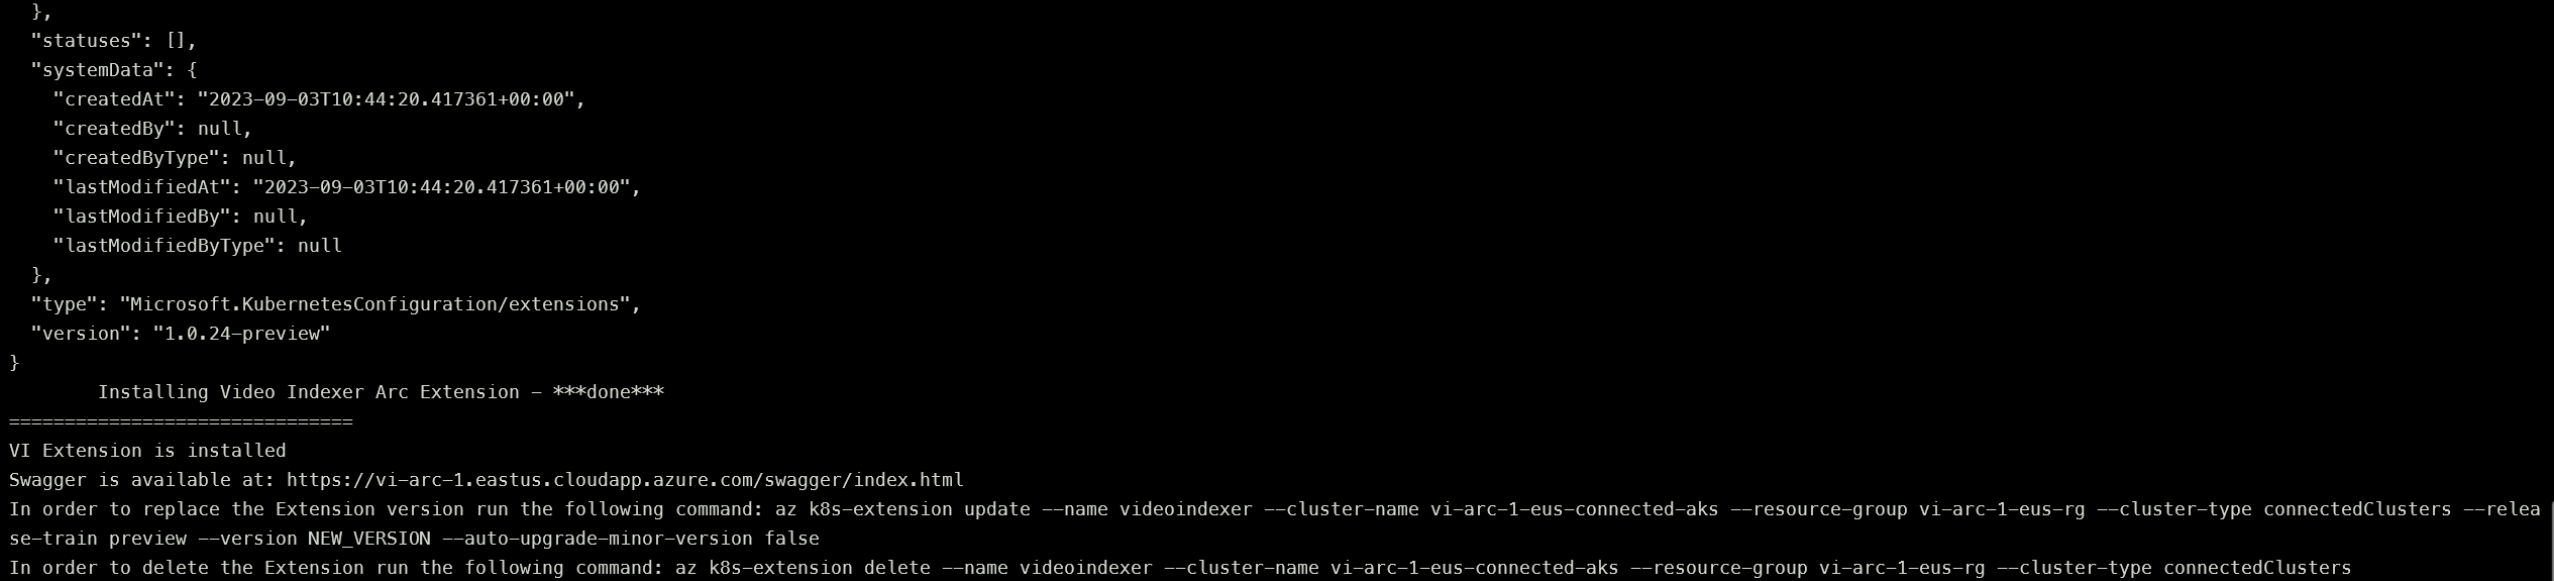 },
  "statuses": [],
  "systemData": {
    "createdAt": "2023-09-03T10:44:20.417361+00:00",
    "createdBy": null,
    "createdByType": null,
    "lastModifiedAt": "2023-09-03T10:44:20.417361+00:00",
    "lastModifiedBy": null,
    "lastModifiedByType": null
  },
  "type": "Microsoft.KubernetesConfiguration/extensions",
  "version": "1.0.24-preview"
}
        Installing Video Indexer Arc Extension - ***done***
===============================
VI Extension is installed
Swagger is available at: https://vi-arc-1.eastus.cloudapp.azure.com/swagger/index.html
In order to replace the Extension version run the following command: az k8s-extension update --name videoindexer --cluster-name vi-arc-1-eus-connected-aks --resource-group vi-arc-1-eus-rg --cluster-type connectedClusters --relea
se-train preview --version NEW_VERSION --auto-upgrade-minor-version false
In order to delete the Extension run the following command: az k8s-extension delete --name videoindexer --cluster-name vi-arc-1-eus-connected-aks --resource-group vi-arc-1-eus-rg --cluster-type connectedClusters